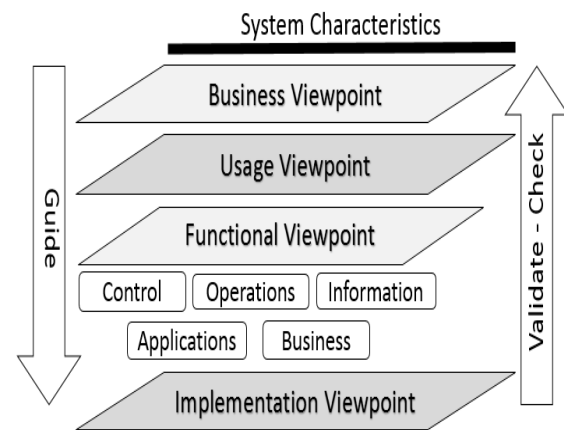 System Characteristics
Business Viewpoint
Usage Viewpoint
Functional Viewpoint
Control
Operations
Information
Applications
Business
Implementation Viewpoint
Guide
Validate - Check